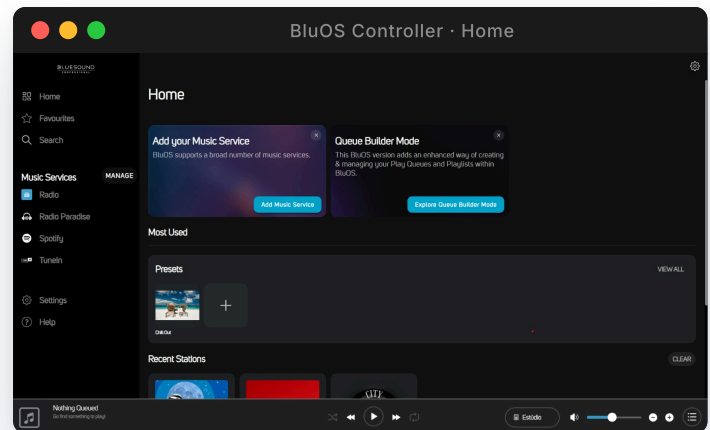 BluOS Controller · Home
BLUESOUND
PROFESSIONAL
Home
Favourites
Search
Music Services
MANAGE
Radio
Radio Paradise
Spotify
TuneIn
Settings
Help
Home
Add your Music Service
BluOS supports a broad number of music services.
Add Music Service
Queue Builder Mode
This BluOS version adds an enhanced way of creating
& managing your Play Queues and Playlists within
BluOS.
Explore Queue Builder Mode
Most Used
Presets
VIEW ALL
Chill Out
Recent Stations
CLEAR
CITY
Nothing Queued
Go find something to play!
Estúdio